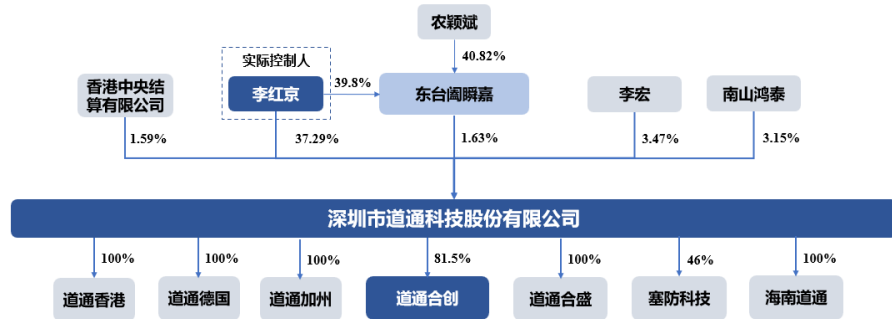 农颖斌
40.82%
实际控制人
香港中央结
算有限公司
李红京
39.8%
东台阖瞬嘉
李宏
南山鸿泰
1.59%
37.29%
1.63%
3.47%
3.15%
深圳市道通科技股份有限公司
100%
100%
100%
81.5%
100%
46%
100%
道通香港
道通德国
道通加州
道通合创
道通合盛
塞防科技
海南道通